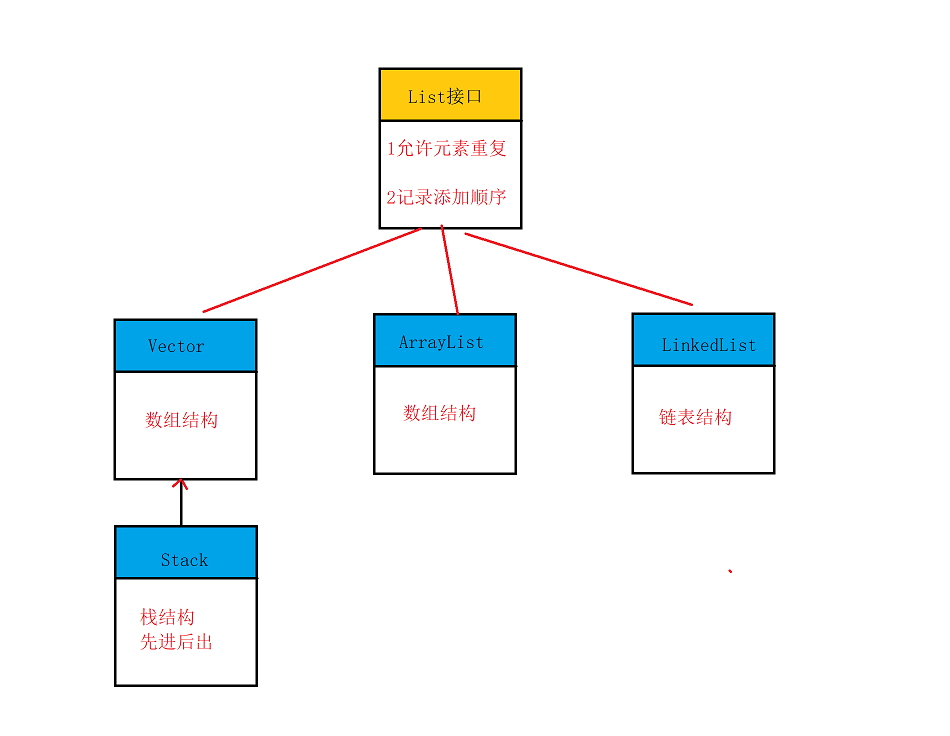 List接口
1允许元素重复
2记录添加顺序
Vector
数组结构
ArrayList
数组结构
LinkedList
链表结构
Stack
栈结构
先进后出